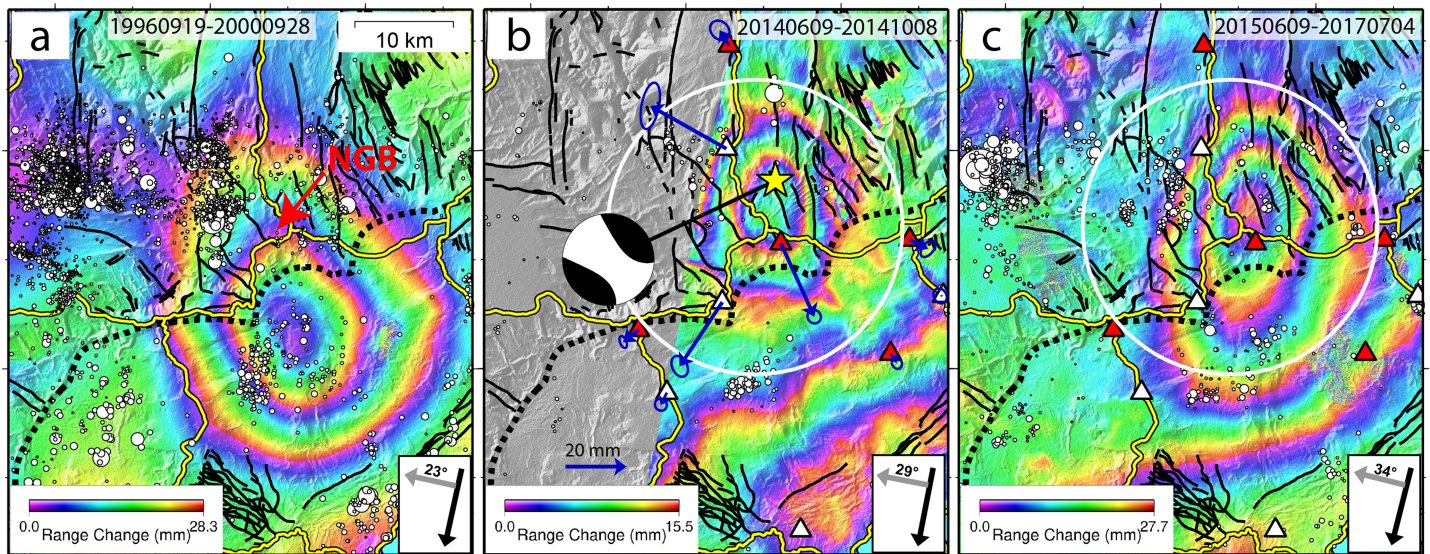 a
19960919-20000928
10 km
NGB
0.0
28.3
Range Change (mm)
23°
b
20140609-20141008
20 mm
0.0
15.5
Range Change (mm)
29°
c
20150609-20170704
0.0
27.7
Range Change (mm)
34°